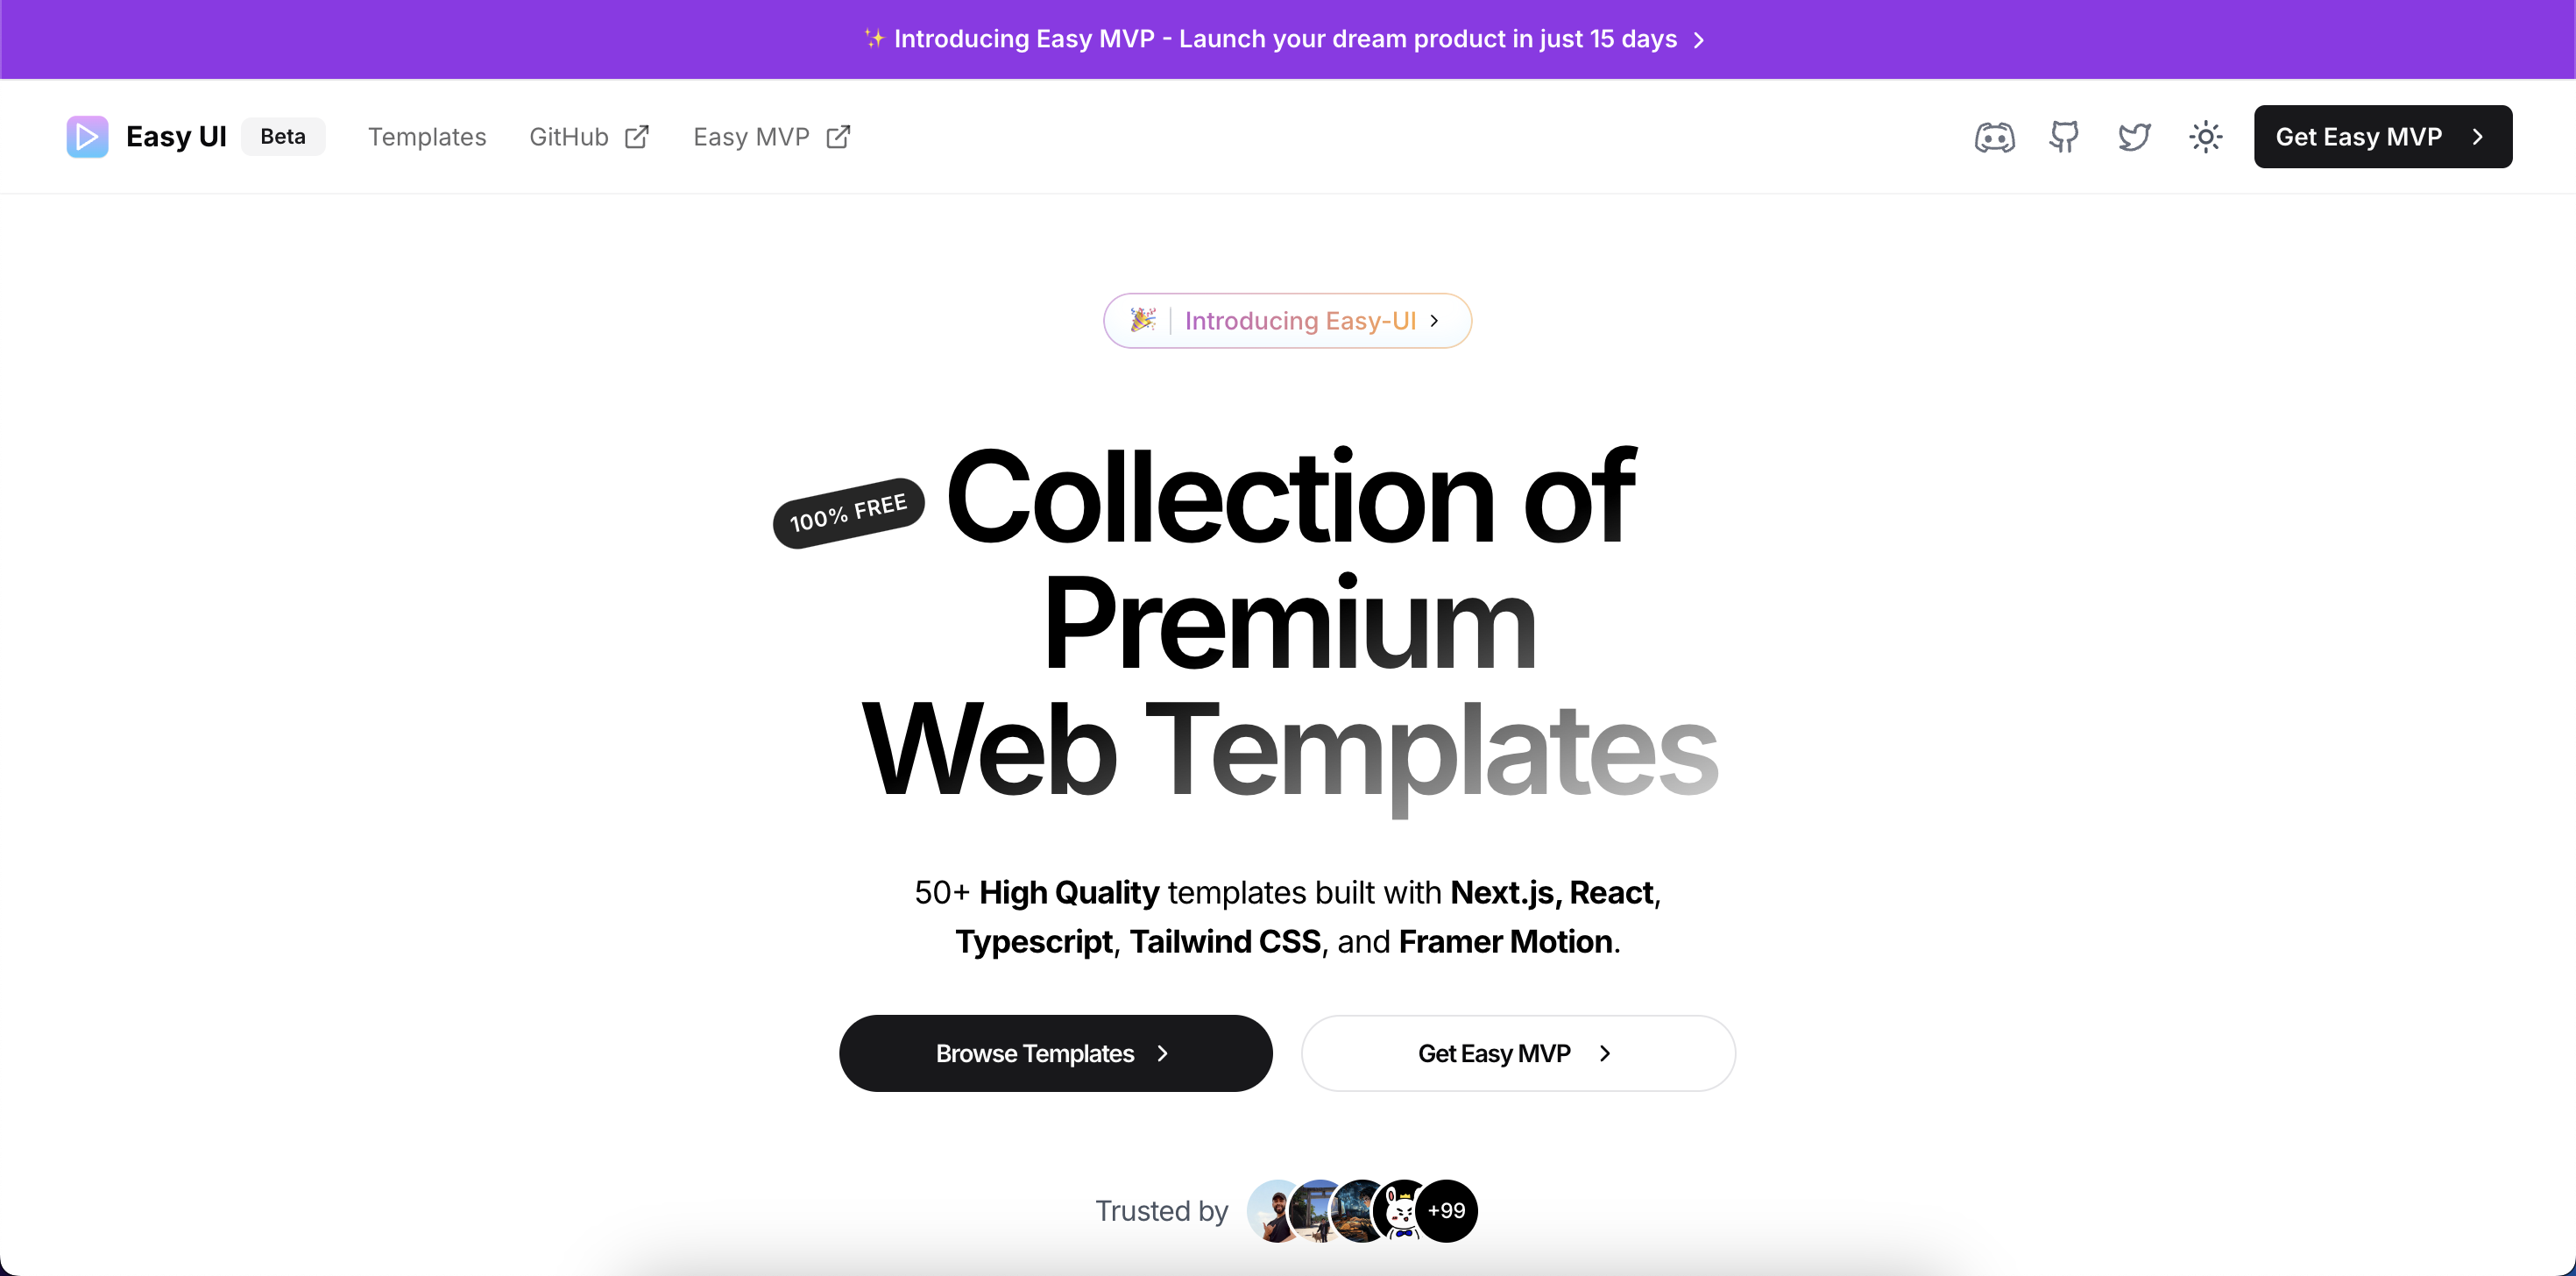 ✨ Introducing Easy MVP - Launch your dream product in just 15 days
Easy UI Beta Templates GitHub Easy MVP Get Easy MVP
🎉 | Introducing Easy-UI
100% FREE
Collection of
Premium
Web Templates
50+ High Quality templates built with Next.js, React,
Typescript, Tailwind CSS, and Framer Motion.
Browse Templates Get Easy MVP
Trusted by +99